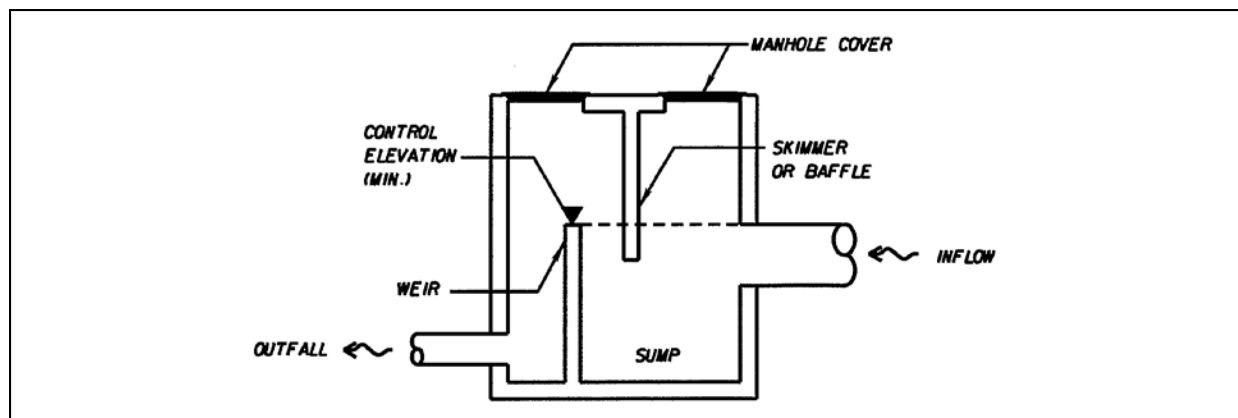 MANHOLE COVER
CONTROL
ELEVATION
(MIN.)
SKIMMER
OR BAFFLE
INFLOW
WEIR
OUTFALL
SUMP